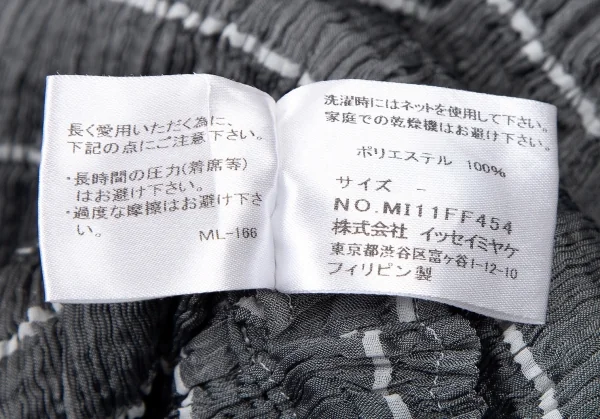 長く愛用いただく為に、
下記の点にご注意下さい。
・長時間の圧力(着席等)
はお避け下さい。
・過度な摩擦はお避け下さ
い。
ML-166
洗濯時にはネットを使用して下さい。
家庭での乾燥機はお避け下さい。
ポリエステル 100%
サイズ -
NO.MI11FF454
株式会社 イッセイミヤケ
東京都渋谷区富ヶ谷1-12-10
フィリピン製